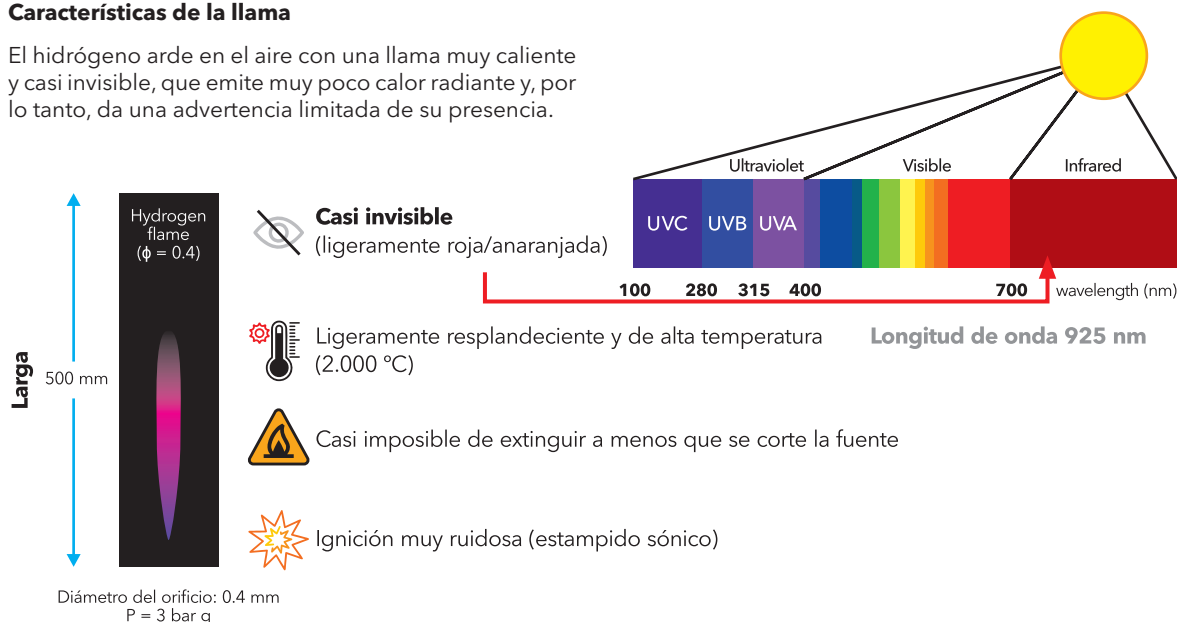 Características de la llama
El hidrógeno arde en el aire con una llama muy caliente
y casi invisible, que emite muy poco calor radiante y, por
lo tanto, da una advertencia limitada de su presencia.
Ultraviolet
Visible
Infrared
UVC
UVB
UVA
100
280
315
400
700
wavelength (nm)
Longitud de onda 925 nm
Larga
500 mm
Hydrogen
flame
(ϕ = 0.4)
Diámetro del orificio: 0.4 mm
P = 3 bar g
Casi invisible
(ligeramente roja/anaranjada)
Ligeramente resplandeciente y de alta temperatura
(2.000 ºC)
Casi imposible de extinguir a menos que se corte la fuente
Ignición muy ruidosa (estampido sónico)